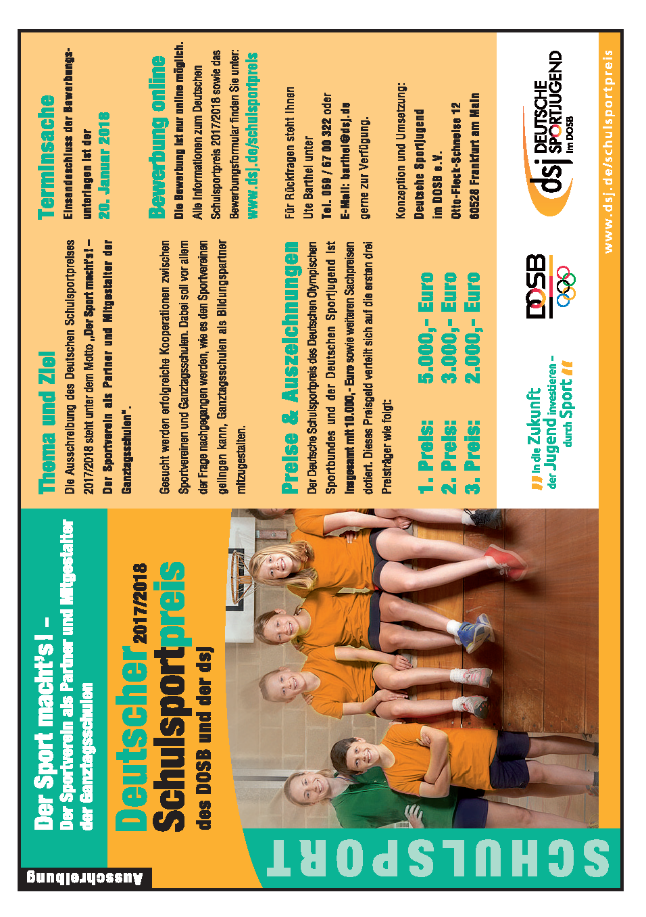 Ausschreibung
Der Sport macht's! –
Der Sportverein als Partner und Mitgestalter
der Ganztagsschulen
Deutscher 2017/2018
Schulsportpreis
des DOSB und der dsj
SCHULSPORT
Thema und Ziel
Die Ausschreibung des Deutschen Schulsportpreises
2017/2018 steht unter dem Motto „Der Sport macht's! –
Der Sportverein als Partner und Mitgestalter der
Ganztagsschulen".
Gesucht werden erfolgreiche Kooperationen zwischen
Sportvereinen und Ganztagsschulen. Dabei soll vor allem
der Frage nachgegangen werden, wie es den Sportvereinen
gelingen kann, Ganztagsschulen als Bildungspartner
mitzugestalten.
Preise & Auszeichnungen
Der Deutsche Schulsportpreis des Deutschen Olympischen
Sportbundes und der Deutschen Sportjugend ist
insgesamt mit 10.000,- Euro sowie weiteren Sachpreisen
dotiert. Dieses Preisgeld verteilt sich auf die ersten drei
Preisträger wie folgt:
1. Preis: 5.000,- Euro
2. Preis: 3.000,- Euro
3. Preis: 2.000,- Euro
Terminsache
Einsendeschluss der Bewerbungs-
unterlagen ist der
20. Januar 2018
Bewerbung online
Die Bewerbung ist nur online möglich.
Alle Informationen zum Deutschen
Schulsportpreis 2017/2018 sowie das
Bewerbungsformular finden Sie unter:
www.dsj.de/schulsportpreis
Für Rückfragen steht Ihnen
Ute Barthel unter
Tel. 069 / 67 00 322 oder
E-Mail: barthel@dsj.de
gerne zur Verfügung.
Konzeption und Umsetzung:
Deutsche Sportjugend
im DOSB e.V.
Otto-Fleck-Schneise 12
60528 Frankfurt am Main
" In die Zukunft
der Jugend investieren –
durch Sport "
DOSB
dsj DEUTSCHE
SPORTJUGEND
im DOSB
www.dsj.de/schulsportpreis